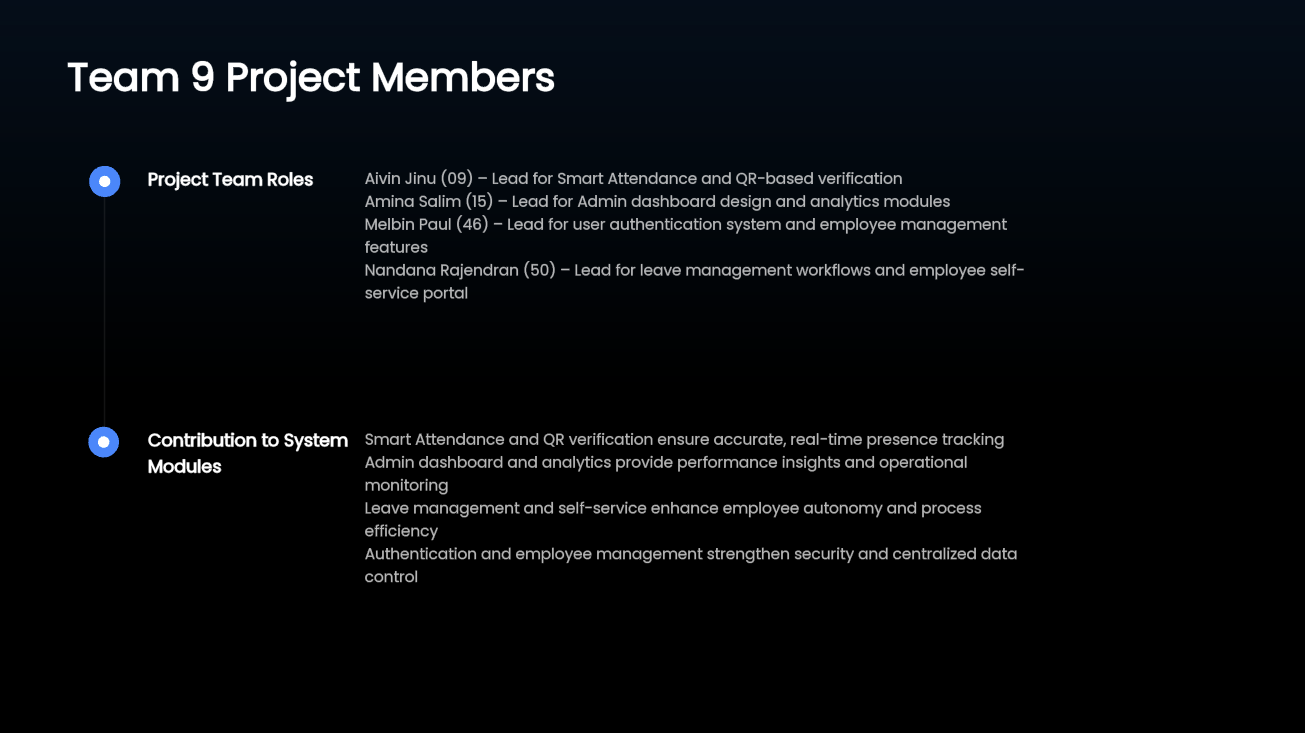 Team 9 Project Members
Project Team Roles
Aivin Jinu (09) – Lead for Smart Attendance and QR-based verification
Amina Salim (15) – Lead for Admin dashboard design and analytics modules
Melbin Paul (46) – Lead for user authentication system and employee management
features
Nandana Rajendran (50) – Lead for leave management workflows and employee self-
service portal
Contribution to System
Modules
Smart Attendance and QR verification ensure accurate, real-time presence tracking
Admin dashboard and analytics provide performance insights and operational
monitoring
Leave management and self-service enhance employee autonomy and process
efficiency
Authentication and employee management strengthen security and centralized data
control